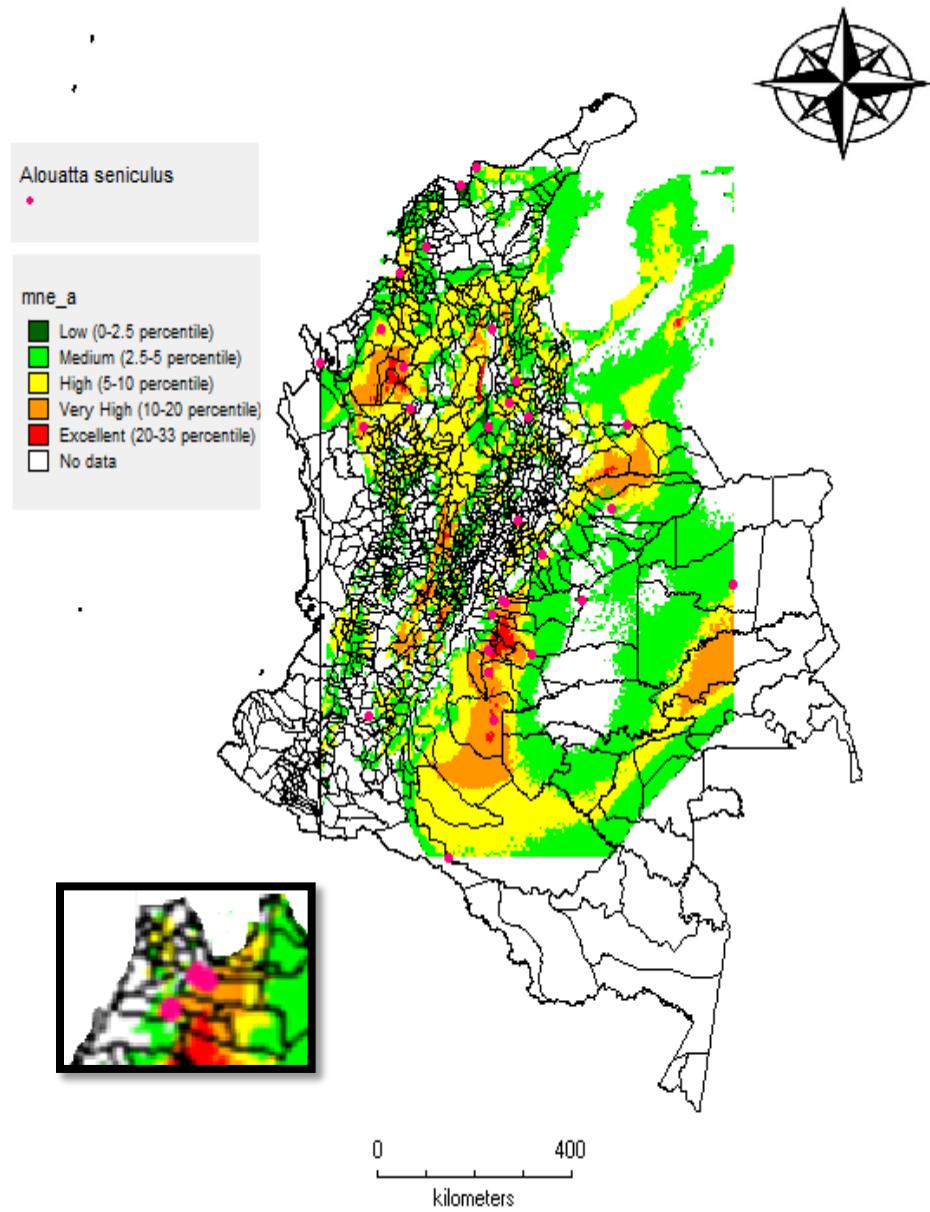 Alouatta seniculus
mne_a
Low (0-2.5 percentile)
Medium (2.5-5 percentile)
High (5-10 percentile)
Very High (10-20 percentile)
Excellent (20-33 percentile)
No data
0 400
kilometers